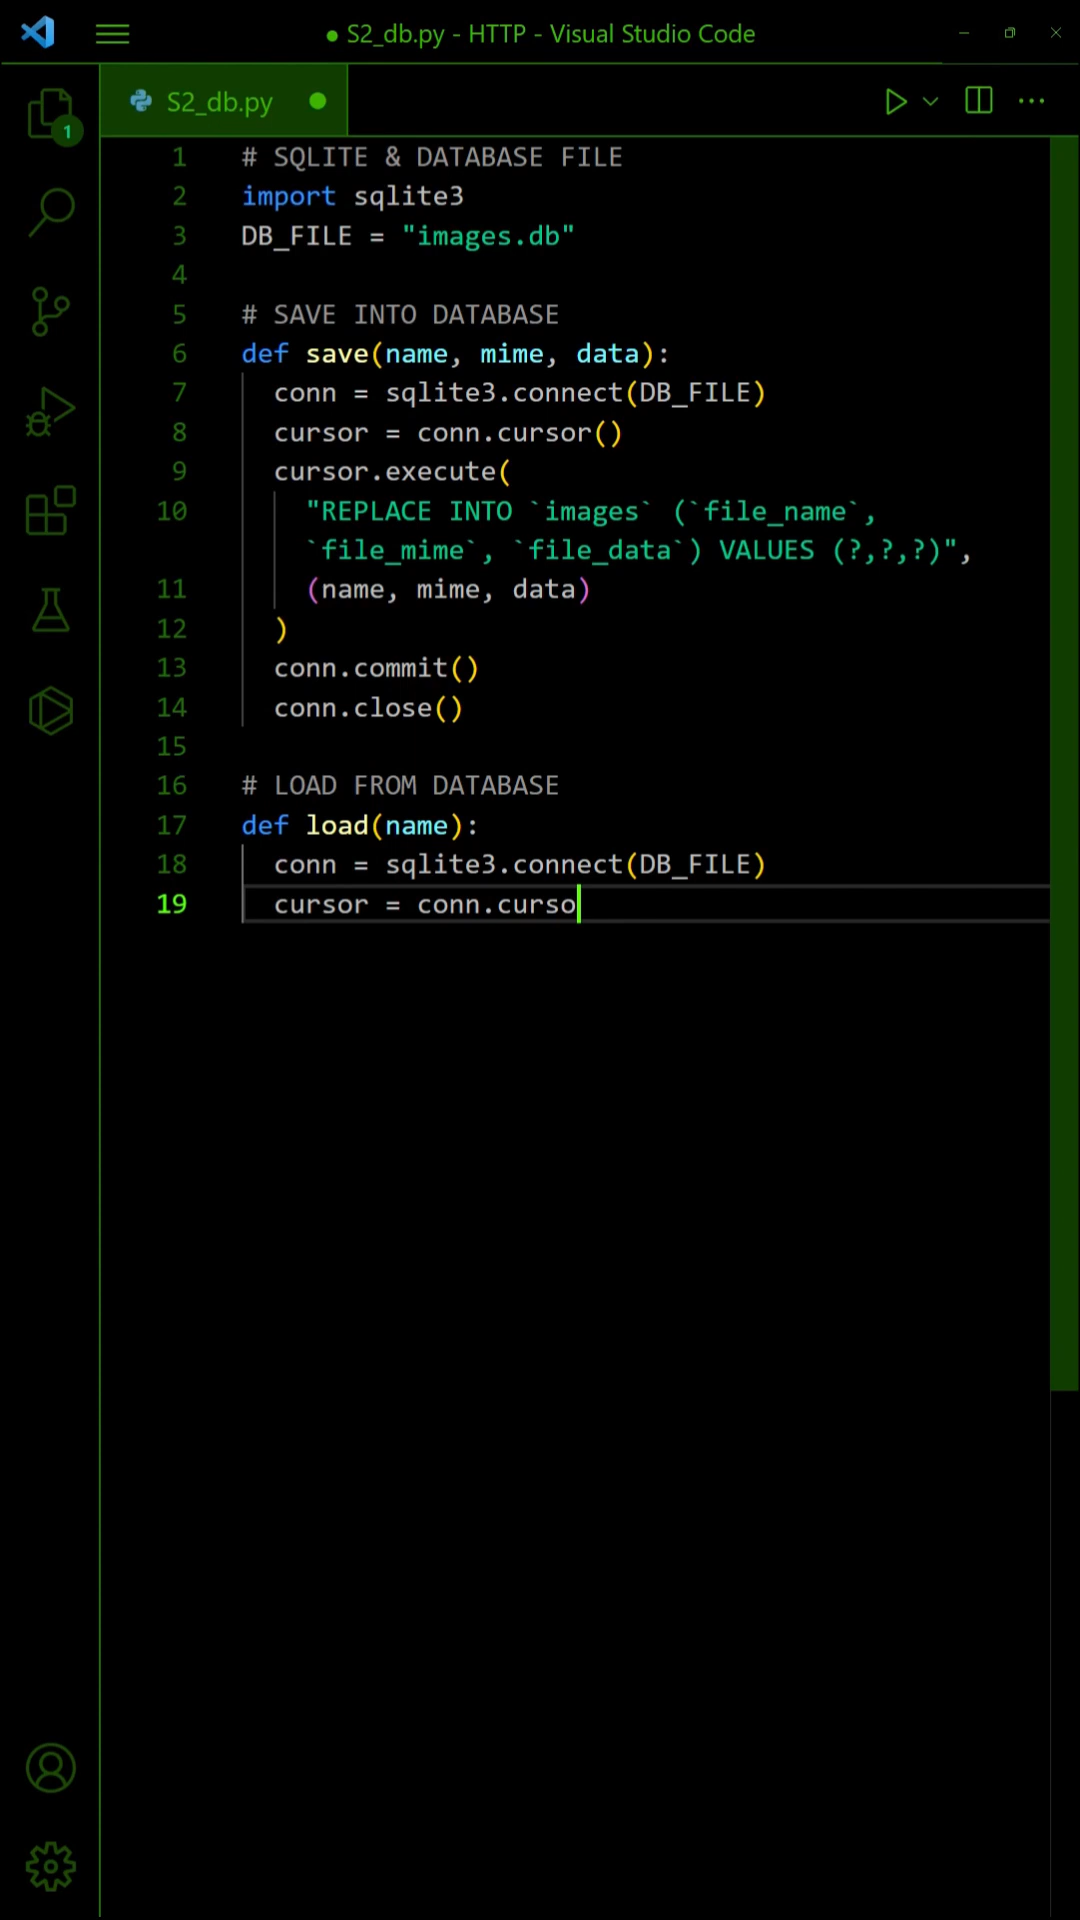 ● S2_db.py - HTTP - Visual Studio Code
S2_db.py
1
1 # SQLITE & DATABASE FILE
2 import sqlite3
3 DB_FILE = "images.db"
4
5 # SAVE INTO DATABASE
6 def save(name, mime, data):
7 conn = sqlite3.connect(DB_FILE)
8 cursor = conn.cursor()
9 cursor.execute(
10 "REPLACE INTO `images` (`file_name`,
`file_mime`, `file_data`) VALUES (?,?,?)",
11 (name, mime, data)
12 )
13 conn.commit()
14 conn.close()
15
16 # LOAD FROM DATABASE
17 def load(name):
18 conn = sqlite3.connect(DB_FILE)
19 cursor = conn.curso